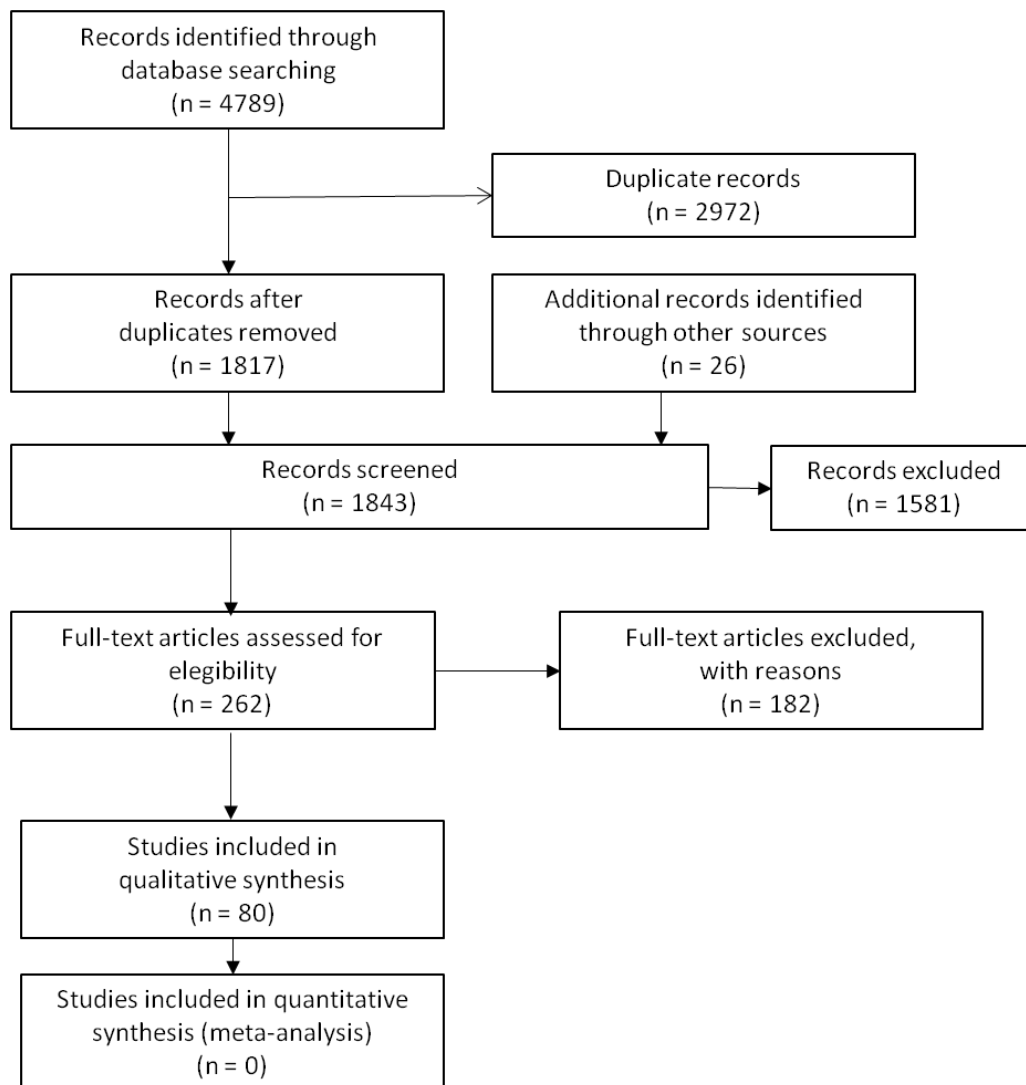 Records identified through
database searching
(n = 4789)
Duplicate records
(n = 2972)
Records after
duplicates removed
(n = 1817)
Additional records identified
through other sources
(n = 26)
Records screened
(n = 1843)
Records excluded
(n = 1581)
Full-text articles assessed for
elegibility
(n = 262)
Full-text articles excluded,
with reasons
(n = 182)
Studies included in
qualitative synthesis
(n = 80)
Studies included in quantitative
synthesis (meta-analysis)
(n = 0)